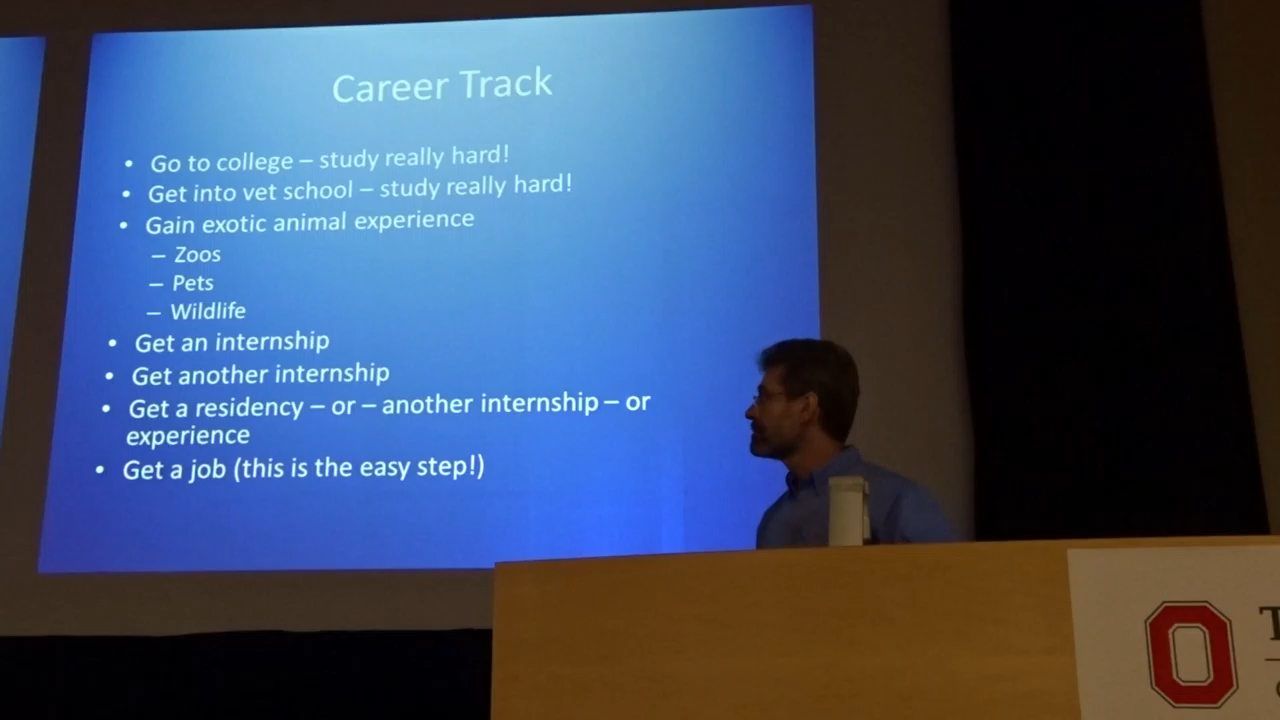 Career Track
• Go to college – study really hard!
• Get into vet school – study really hard!
• Gain exotic animal experience
– Zoos
– Pets
– Wildlife
• Get an internship
• Get another internship
• Get a residency – or – another internship – or
experience
• Get a job (this is the easy step!)
O
T